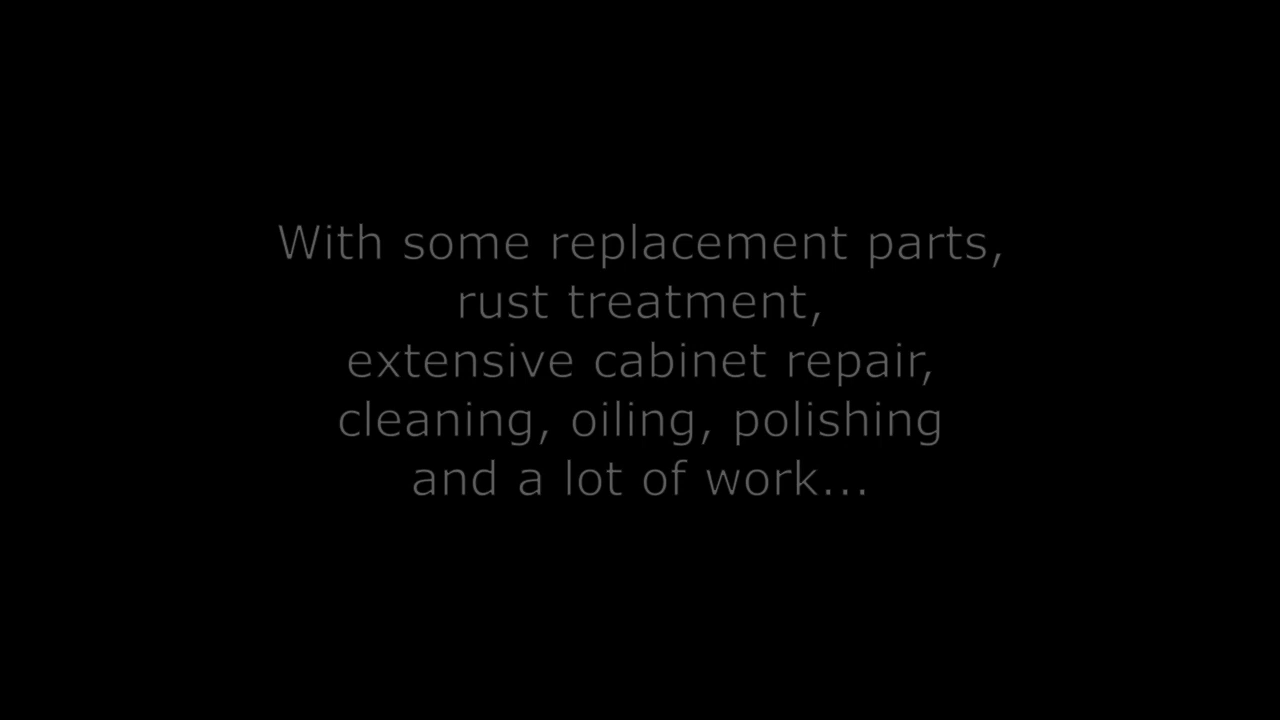 With some replacement parts,
rust treatment,
extensive cabinet repair,
cleaning, oiling, polishing
and a lot of work...